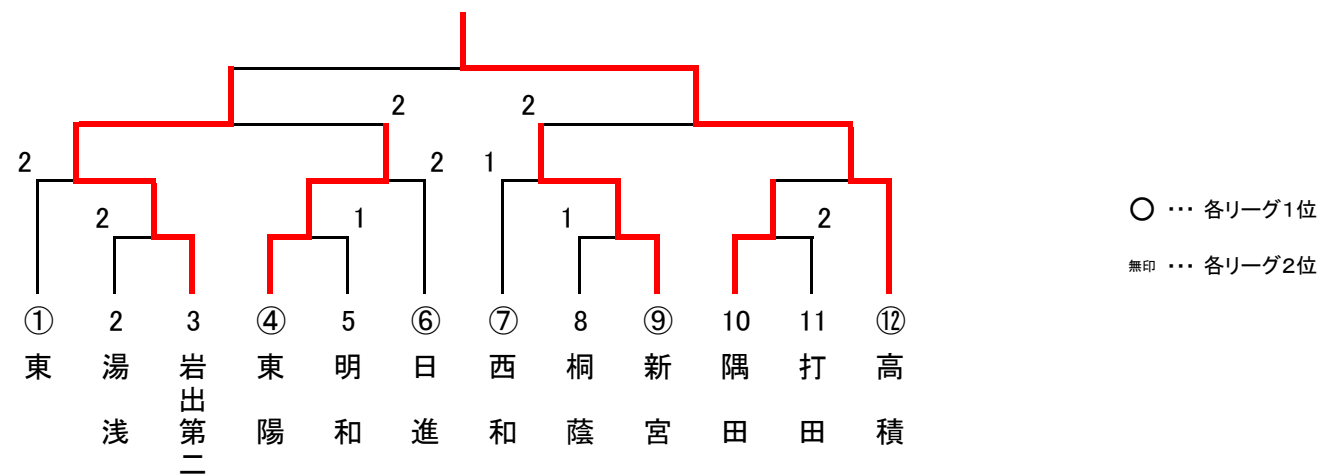 2 2
2 2 1
2 1 1 2
○ ··· 各リーグ1位
無印 ··· 各リーグ2位
① 2 3 ④ 5 ⑥ ⑦ 8 ⑨ 10 11 ⑫
東
湯浅
岩出第二
東陽
明和
日進
西和
桐蔭
新宮
隅田
打田
高積